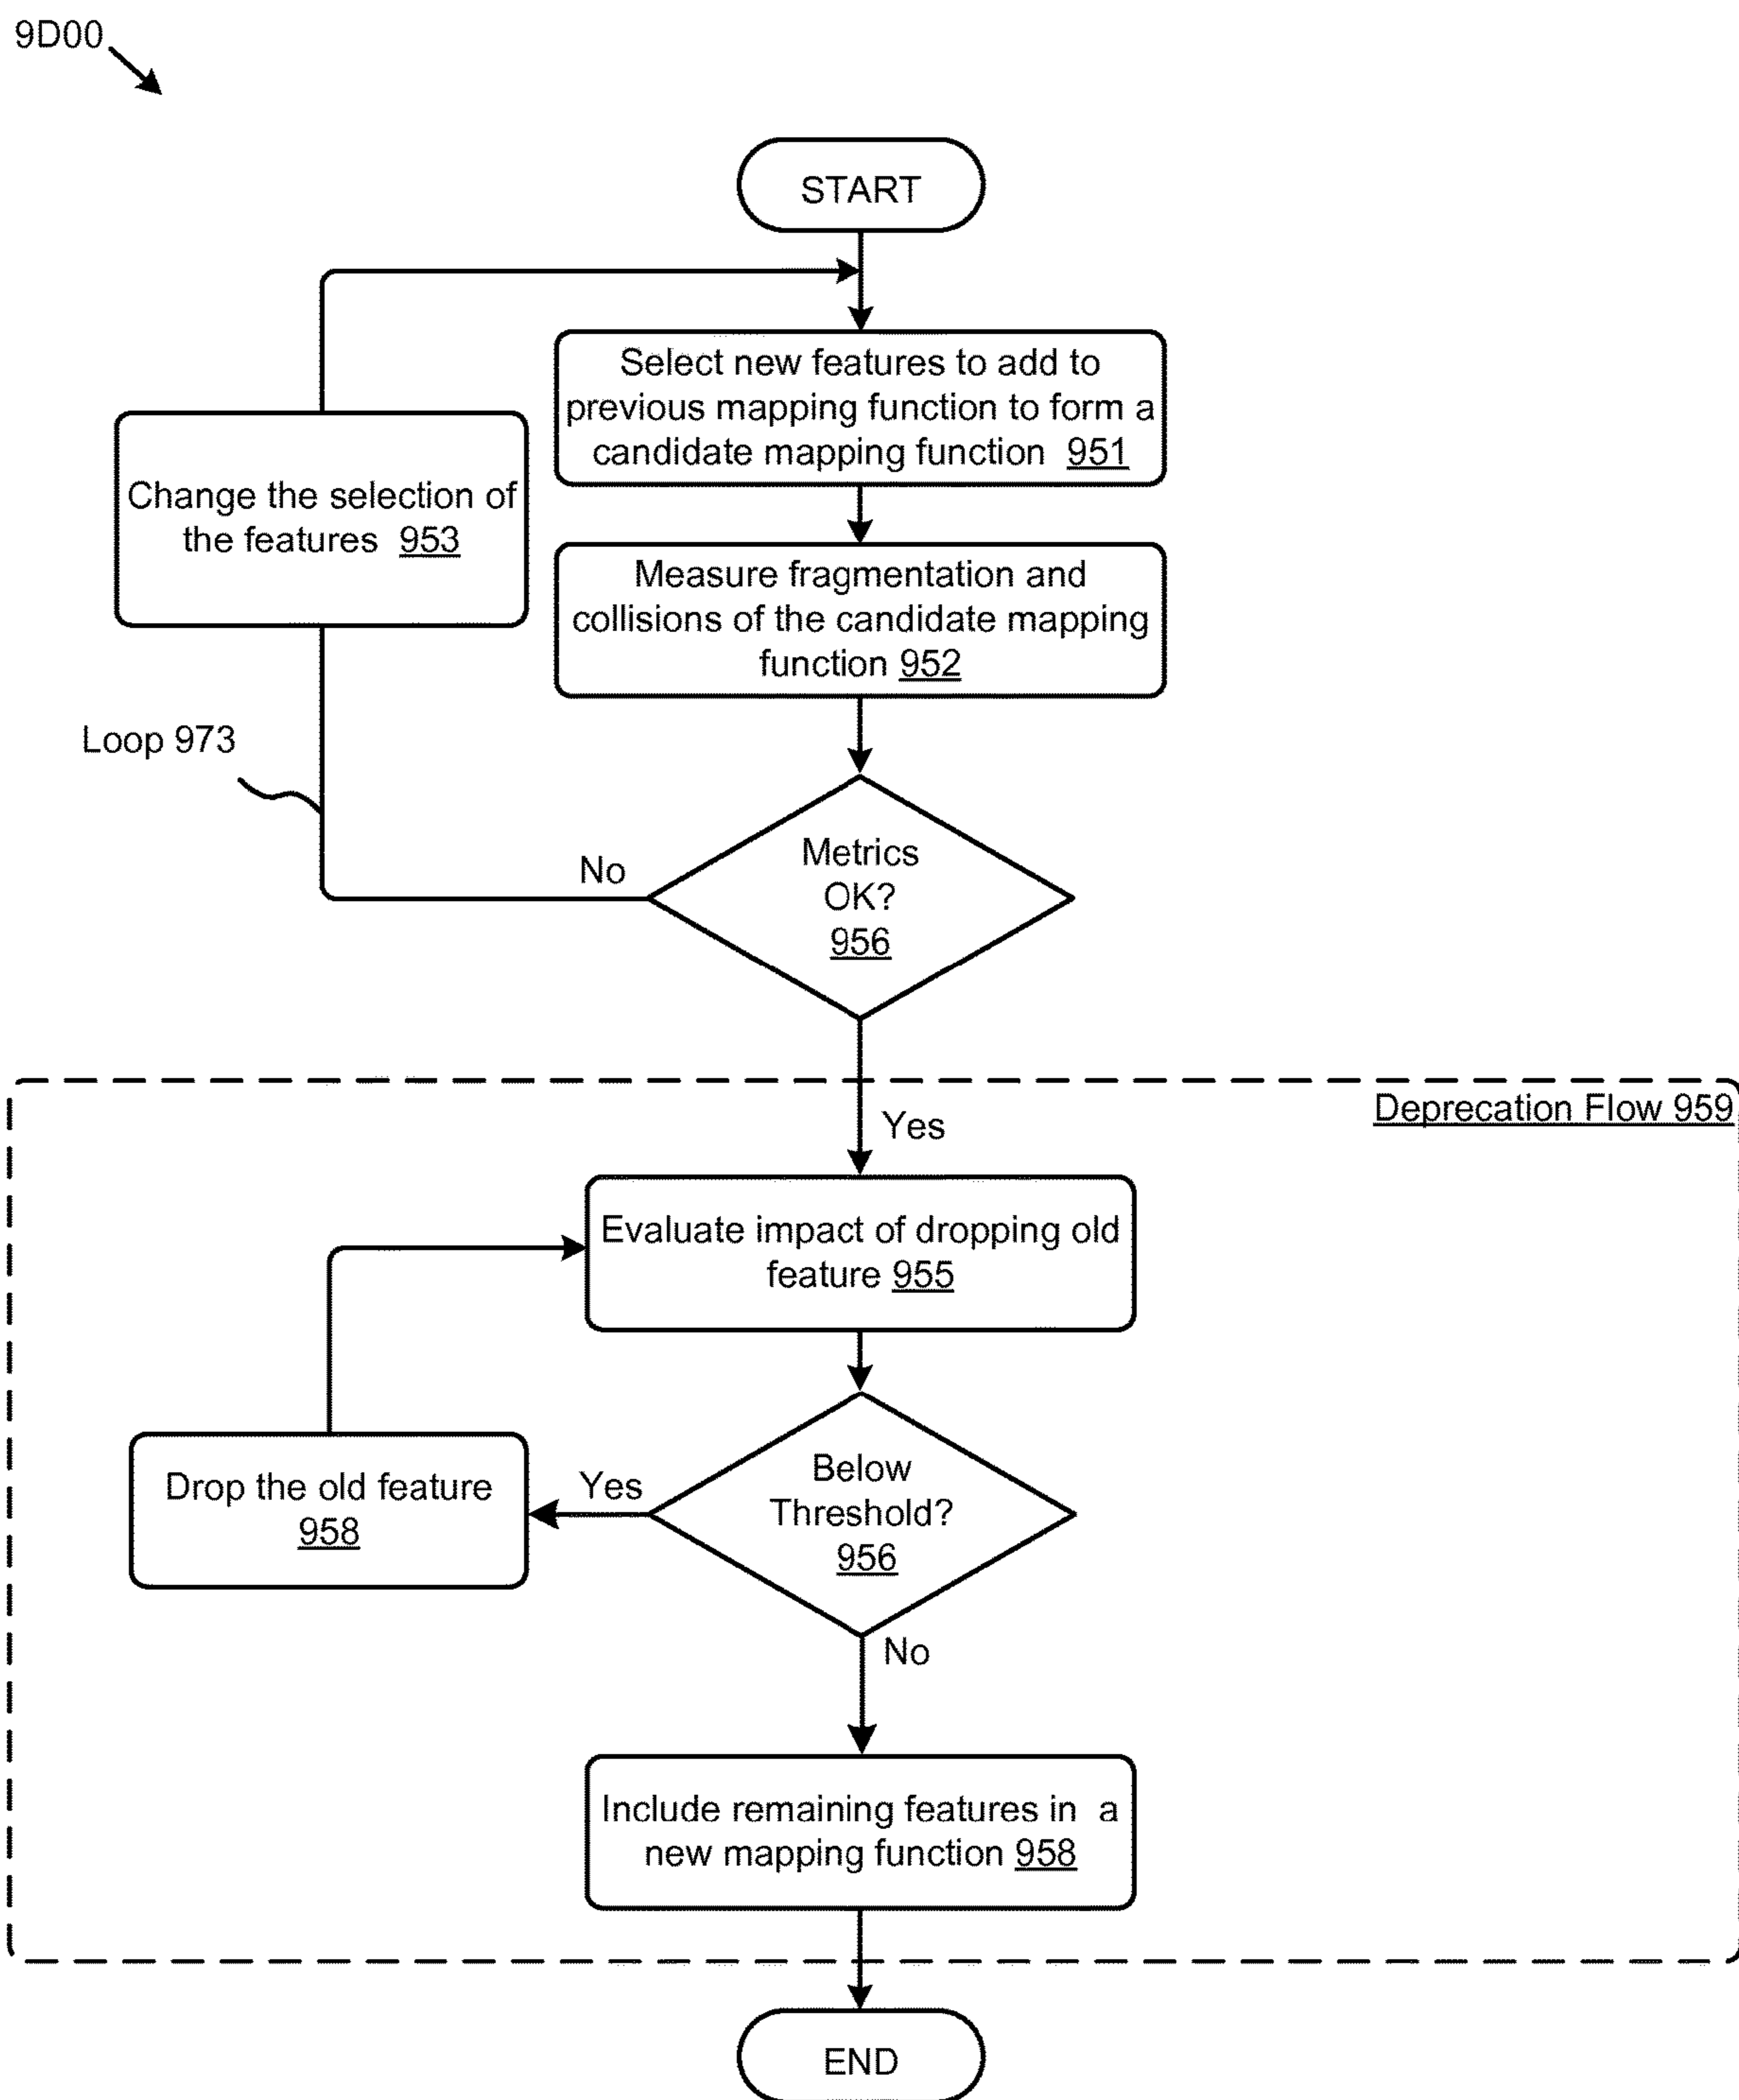 9D00
START
Select new features to add to
previous mapping function to form a
candidate mapping function 951
Change the selection of
the features 953
Measure fragmentation and
collisions of the candidate mapping
function 952
Loop 973
Metrics
OK?
956
No
Yes
Deprecation Flow 959
Evaluate impact of dropping old
feature 955
Below
Threshold?
956
Yes
Drop the old feature
958
No
Include remaining features in a
new mapping function 958
END